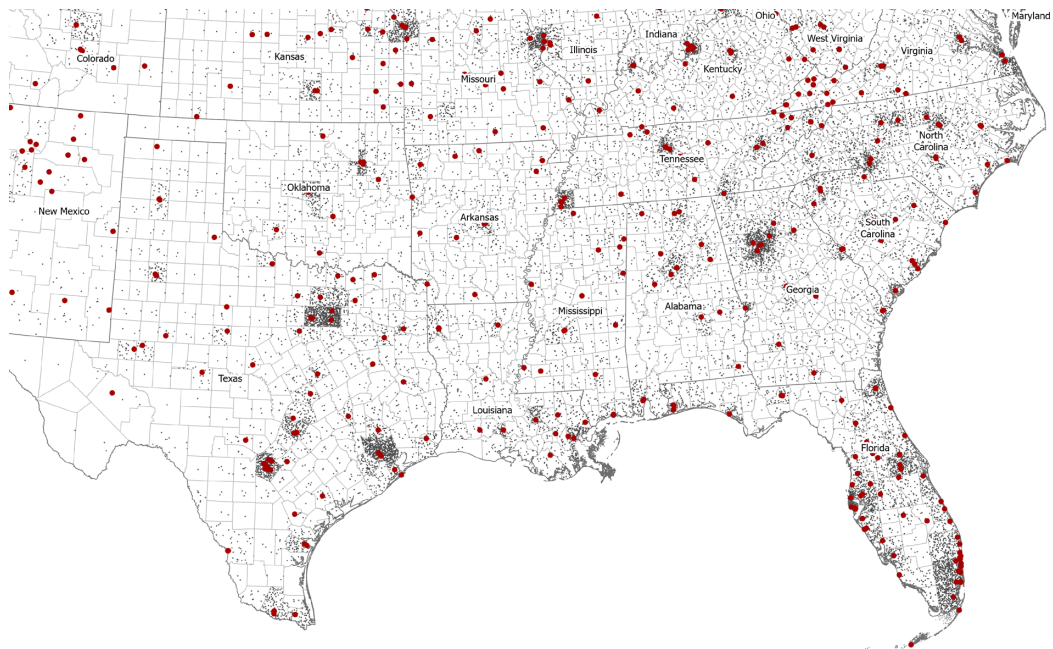 Ohio
Maryland
Indiana
West Virginia
Illinois
Virginia
Colorado
Kansas
Kentucky
Missouri
North
Carolina
Tennessee
Oklahoma
New Mexico
Arkansas
South
Carolina
Georgia
Alabama
Mississippi
Texas
Louisiana
Florida